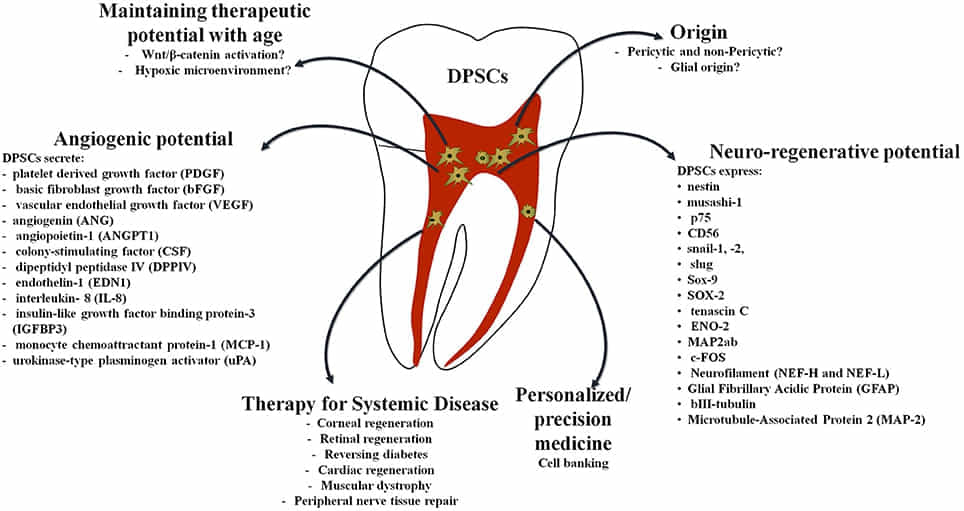 Maintaining therapeutic
potential with age
- Wnt/β-catenin activation?
- Hypoxic microenvironment?
Origin
- Pericytic and non-Pericytic?
- Glial origin?
DPSCs
Angiogenic potential
DPSCs secrete:
- platelet derived growth factor (PDGF)
- basic fibroblast growth factor (bFGF)
- vascular endothelial growth factor (VEGF)
- angiogenin (ANG)
- angiopoietin-1 (ANGPT1)
- colony-stimulating factor (CSF)
- dipeptidyl peptidase IV (DPPIV)
- endothelin-1 (EDN1)
- interleukin- 8 (IL-8)
- insulin-like growth factor binding protein-3
(IGFBP3)
- monocyte chemoattractant protein-1 (MCP-1)
- urokinase-type plasminogen activator (uPA)
Neuro-regenerative potential
DPSCs express:
• nestin
• musashi-1
• p75
• CD56
• snail-1, -2,
• slug
• Sox-9
• SOX-2
• tenascin C
• ENO-2
• MAP2ab
• c-FOS
• Neurofilament (NEF-H and NEF-L)
• Glial Fibrillary Acidic Protein (GFAP)
• bIII-tubulin
• Microtubule-Associated Protein 2 (MAP-2)
Therapy for Systemic Disease
- Corneal regeneration
- Retinal regeneration
- Reversing diabetes
- Cardiac regeneration
- Muscular dystrophy
- Peripheral nerve tissue repair
Personalized/
precision
medicine
Cell banking